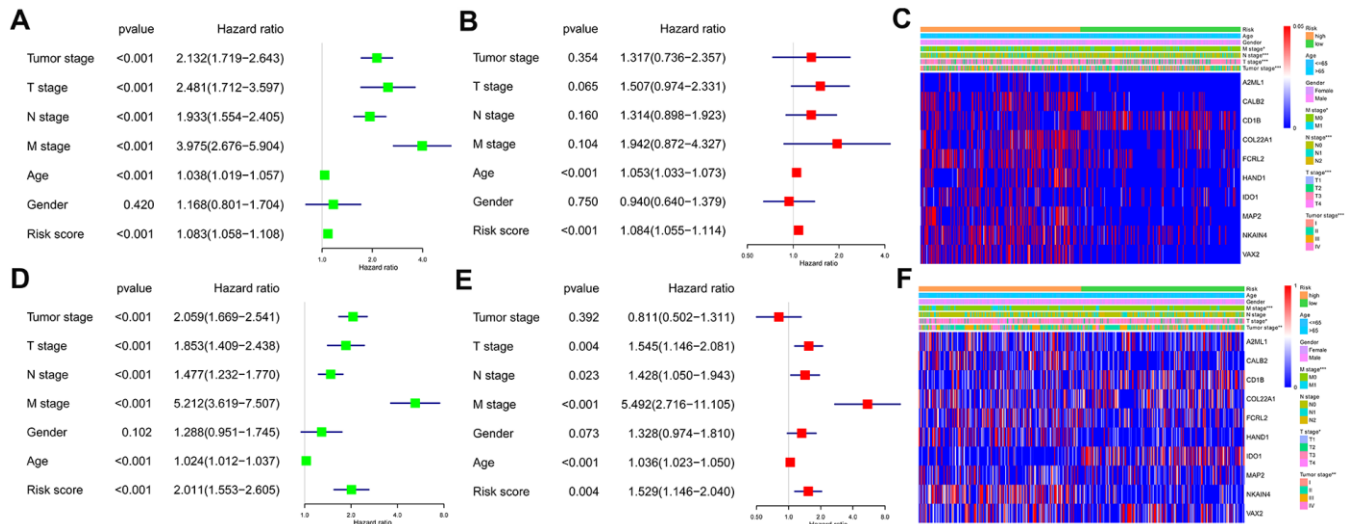 A
pvalue Hazard ratio
Tumor stage <0.001 2.132(1.719−2.643)
T stage <0.001 2.481(1.712−3.597)
N stage <0.001 1.933(1.554−2.405)
M stage <0.001 3.975(2.676−5.904)
Age <0.001 1.038(1.019−1.057)
Gender 0.420 1.168(0.801−1.704)
Risk score <0.001 1.083(1.058−1.108)
1.0 2.0 4.0
Hazard ratio
B
pvalue Hazard ratio
Tumor stage 0.354 1.317(0.736−2.357)
T stage 0.065 1.507(0.974−2.331)
N stage 0.160 1.314(0.898−1.923)
M stage 0.104 1.942(0.872−4.327)
Age <0.001 1.053(1.033−1.073)
Gender 0.750 0.940(0.640−1.379)
Risk score <0.001 1.084(1.055−1.114)
0.50 1.0 2.0 4.0
Hazard ratio
C
Risk
Age
Gender
M stage*
N stage***
T stage***
Tumor stage***
A2ML1
CALB2
CD1B
COL22A1
FCRL2
HAND1
IDO1
MAP2
NKAIN4
VAX2
0.05
0
Risk
high
low
Age
<=65
>65
Gender
Female
Male
M stage*
M0
M1
N stage***
N0
N1
N2
T stage***
T1
T2
T3
T4
Tumor stage***
I
II
III
IV
D
pvalue Hazard ratio
Tumor stage <0.001 2.059(1.669−2.541)
T stage <0.001 1.853(1.409−2.438)
N stage <0.001 1.477(1.232−1.770)
M stage <0.001 5.212(3.619−7.507)
Gender 0.102 1.288(0.951−1.745)
Age <0.001 1.024(1.012−1.037)
Risk score <0.001 2.011(1.553−2.605)
1.0 2.0 4.0 8.0
Hazard ratio
E
pvalue Hazard ratio
Tumor stage 0.392 0.811(0.502−1.311)
T stage 0.004 1.545(1.146−2.081)
N stage 0.023 1.428(1.050−1.943)
M stage <0.001 5.492(2.716−11.105)
Gender 0.073 1.328(0.974−1.810)
Age <0.001 1.036(1.023−1.050)
Risk score 0.004 1.529(1.146−2.040)
0.50 1.0 2.0 4.0 8.0
Hazard ratio
F
Risk
Age
Gender
M stage***
N stage
T stage*
Tumor stage**
A2ML1
CALB2
CD1B
COL22A1
FCRL2
HAND1
IDO1
MAP2
NKAIN4
VAX2
1
0
Risk
high
low
Age
<=65
>65
Gender
Female
Male
M stage***
M0
M1
N stage
N0
N1
N2
T stage*
T1
T2
T3
T4
Tumor stage**
I
II
III
IV